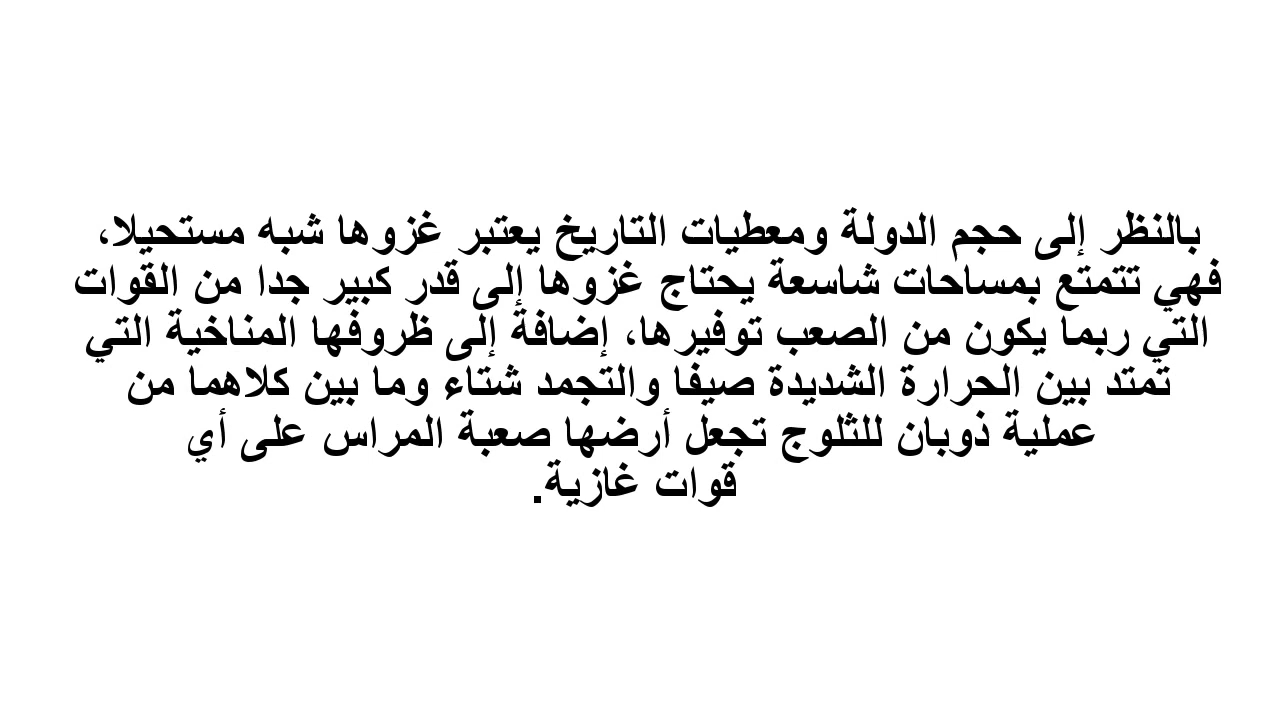 بالنظر إلى حجم الدولة ومعطيات التاريخ يعتبر غزوها شبه مستحيلا،
فهي تتمتع بمساحات شاسعة يحتاج غزوها إلى قدر كبير جدا من القوات
التي ربما يكون من الصعب توفيرها، إضافة إلى ظروفها المناخية التي
تمتد بين الحرارة الشديدة صيفا والتجمد شتاء وما بين كلاهما من
عملية ذوبان للثلوج تجعل أرضها صعبة المراس على أي
قوات غازية.